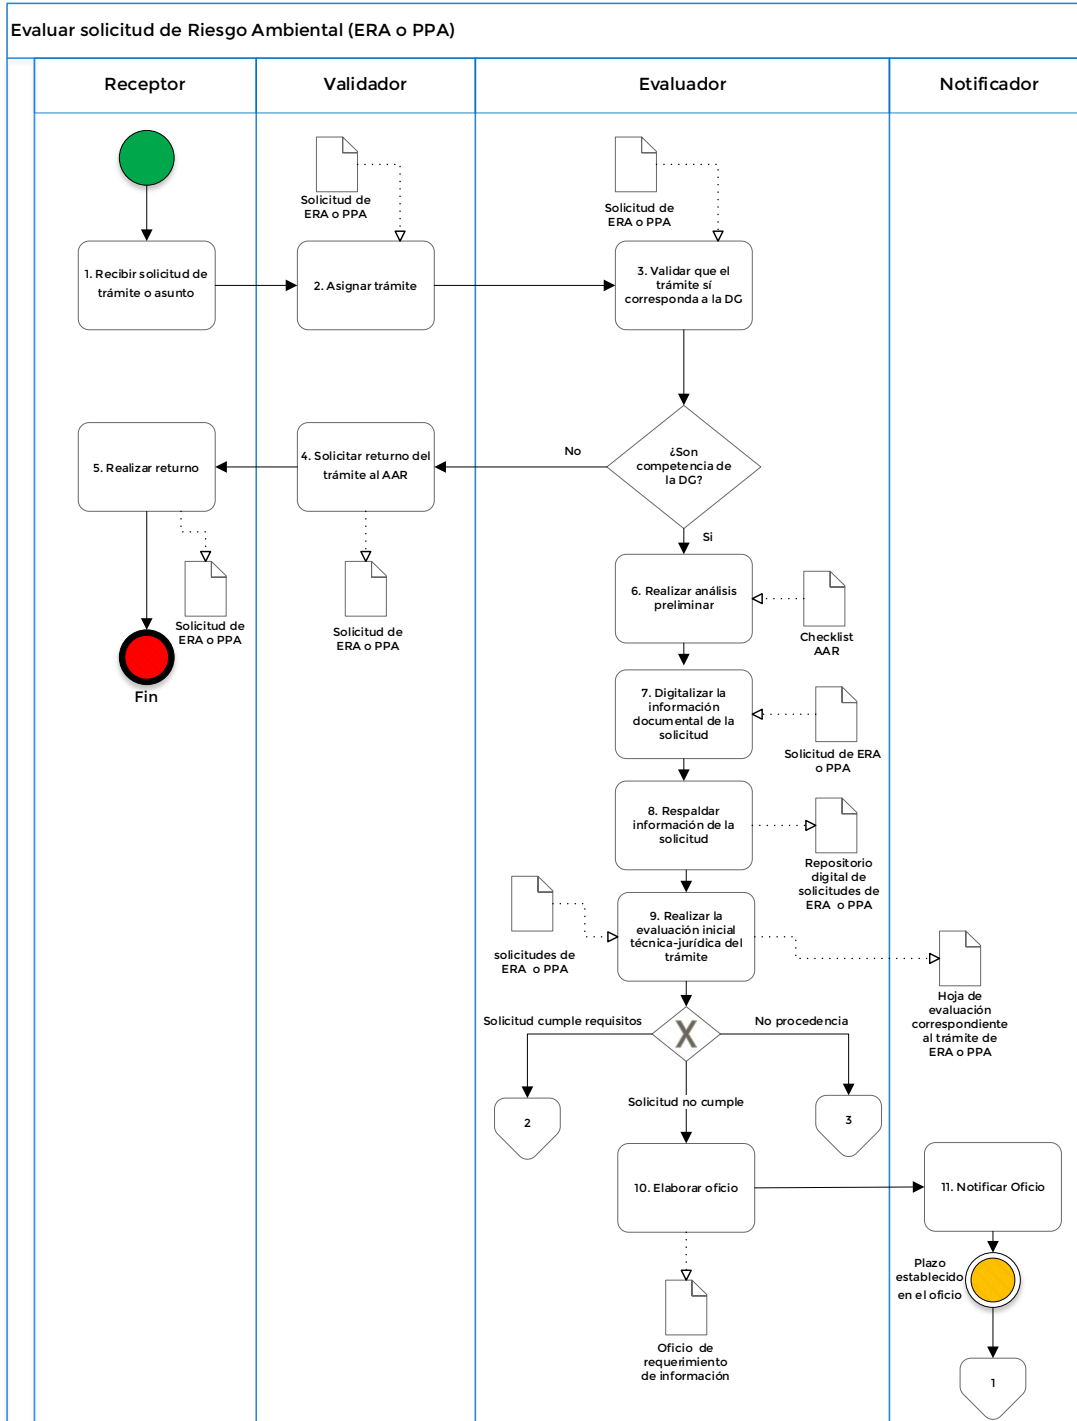 Evaluar solicitud de Riesgo Ambiental (ERA o PPA)
Receptor
Validador
Evaluador
Notificador
Solicitud de
ERA o PPA
Solicitud de
ERA o PPA
1. Recibir solicitud de
trámite o asunto
2. Asignar trámite
3. Validar que el
trámite sí
corresponda a la DG
¿Son
competencia de
la DG?
No
4. Solicitar returno del
trámite al AAR
5. Realizar returno
Si
Solicitud de
ERA o PPA
Solicitud de
ERA o PPA
Fin
6. Realizar análisis
preliminar
Checklist
AAR
7. Digitalizar la
información
documental de la
solicitud
Solicitud de ERA
o PPA
8. Respaldar
información de la
solicitud
Repositorio
digital de
solicitudes de
ERA o PPA
solicitudes de
ERA o PPA
9. Realizar la
evaluación inicial
técnica-jurídica del
trámite
Hoja de
evaluación
correspondiente
al trámite de
ERA o PPA
Solicitud cumple requisitos
X
No procedencia
Solicitud no cumple
2
3
10. Elaborar oficio
11. Notificar Oficio
Plazo
establecido
en el oficio
Oficio de
requerimiento
de información
1